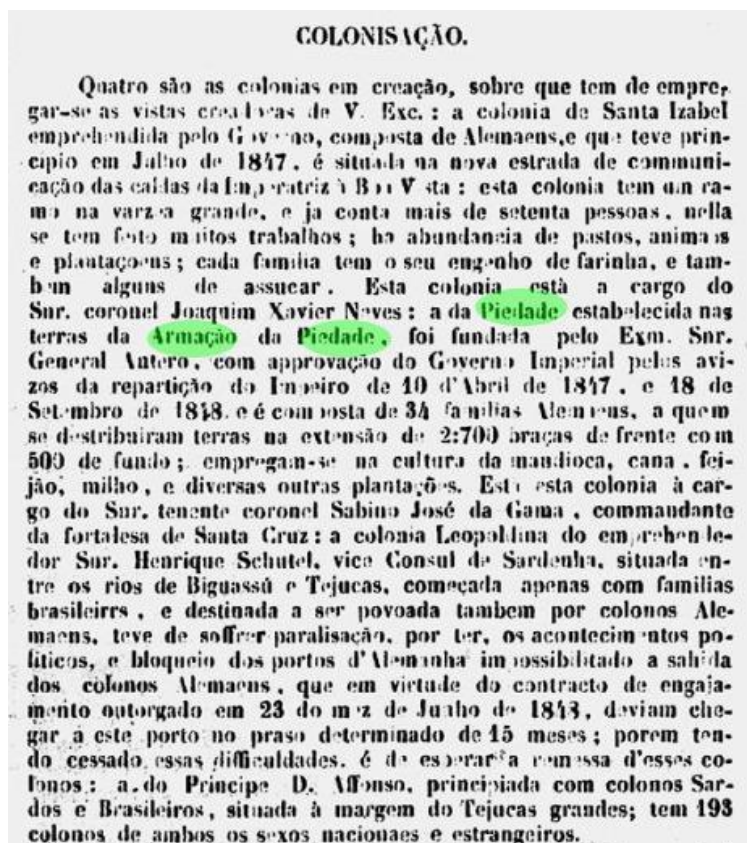 COLONISAÇÃO.
Quatro são as colonias em creação, sobre que tem de empre-
gar-se as vistas creadoras de V. Exc.: a colonia de Santa Izabel
emprehendida pelo Governo, composta de Alemaens, e que teve prin-
cipio em Julho de 1847, é situada na nova estrada de communi-
cação das caldas da Imperatriz à Boa Vista: esta colonia tem um ra-
mo na varzea grande, e ja conta mais de setenta pessoas, nella
se tem feito muitos trabalhos; ha abundancia de pastos, animaes
e plantaçoens; cada familia tem o seu engenho de farinha, e tam-
bem alguns de assucar. Esta colonia està a cargo do
Snr. coronel Joaquim Xavier Neves: a da Piedade estabelecida nas
terras da Armação da Piedade, foi fundada pelo Exm. Snr.
General Antero, com approvação do Governo Imperial pelos avi-
zos da repartição do Imperio de 10 d'Abril de 1847, e 18 de
Setembro de 1848, e é composta de 34 familias Alemaens, a quem
se destribuiram terras na extensão de 2:700 braças de frente com
500 de fundo; empregam-se na cultura da mandioca, cana, fei-
jão, milho, e diversas outras plantações. Está esta colonia à car-
go do Snr. tenente coronel Sabino José da Gama, commandante
da fortalesa de Santa Cruz: a colonia Leopoldina do emprehende-
dor Snr. Henrique Schutel, vice Consul de Sardenha, situada en-
tre os rios de Biguassú e Tejucas, começada apenas com familias
brasileirrs, e destinada a ser povoada tambem por colonos Ale-
maens, teve de soffrer paralisação, por ter, os acontecimentos po-
liticos, e bloqueio dos portos d'Alemanha impossibilitado a sahida
dos colonos Alemaens, que em virtude do contracto de engaja-
mento outorgado em 23 do mez de Junho de 1848, deviam che-
gar á este porto no praso determinado de 15 meses; porem ten-
do cessado essas difficuldades, é de esperar a remessa d'esses co-
lonos: a do Principe D. Affonso, principiada com colonos Sar-
dos e Brasileiros, situada à margem do Tejucas grandes; tem 193
colonos de ambos os sexos nacionaes e estrangeiros.